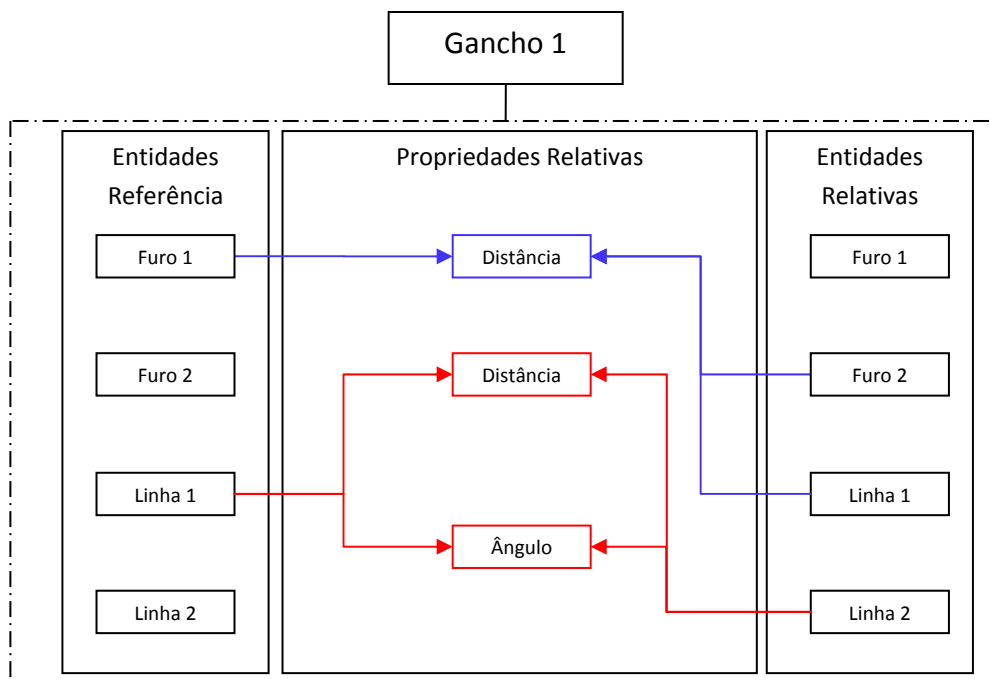 Gancho 1
Entidades
Referência
Furo 1
Furo 2
Linha 1
Linha 2
Propriedades Relativas
Distância
Distância
Ângulo
Entidades
Relativas
Furo 1
Furo 2
Linha 1
Linha 2